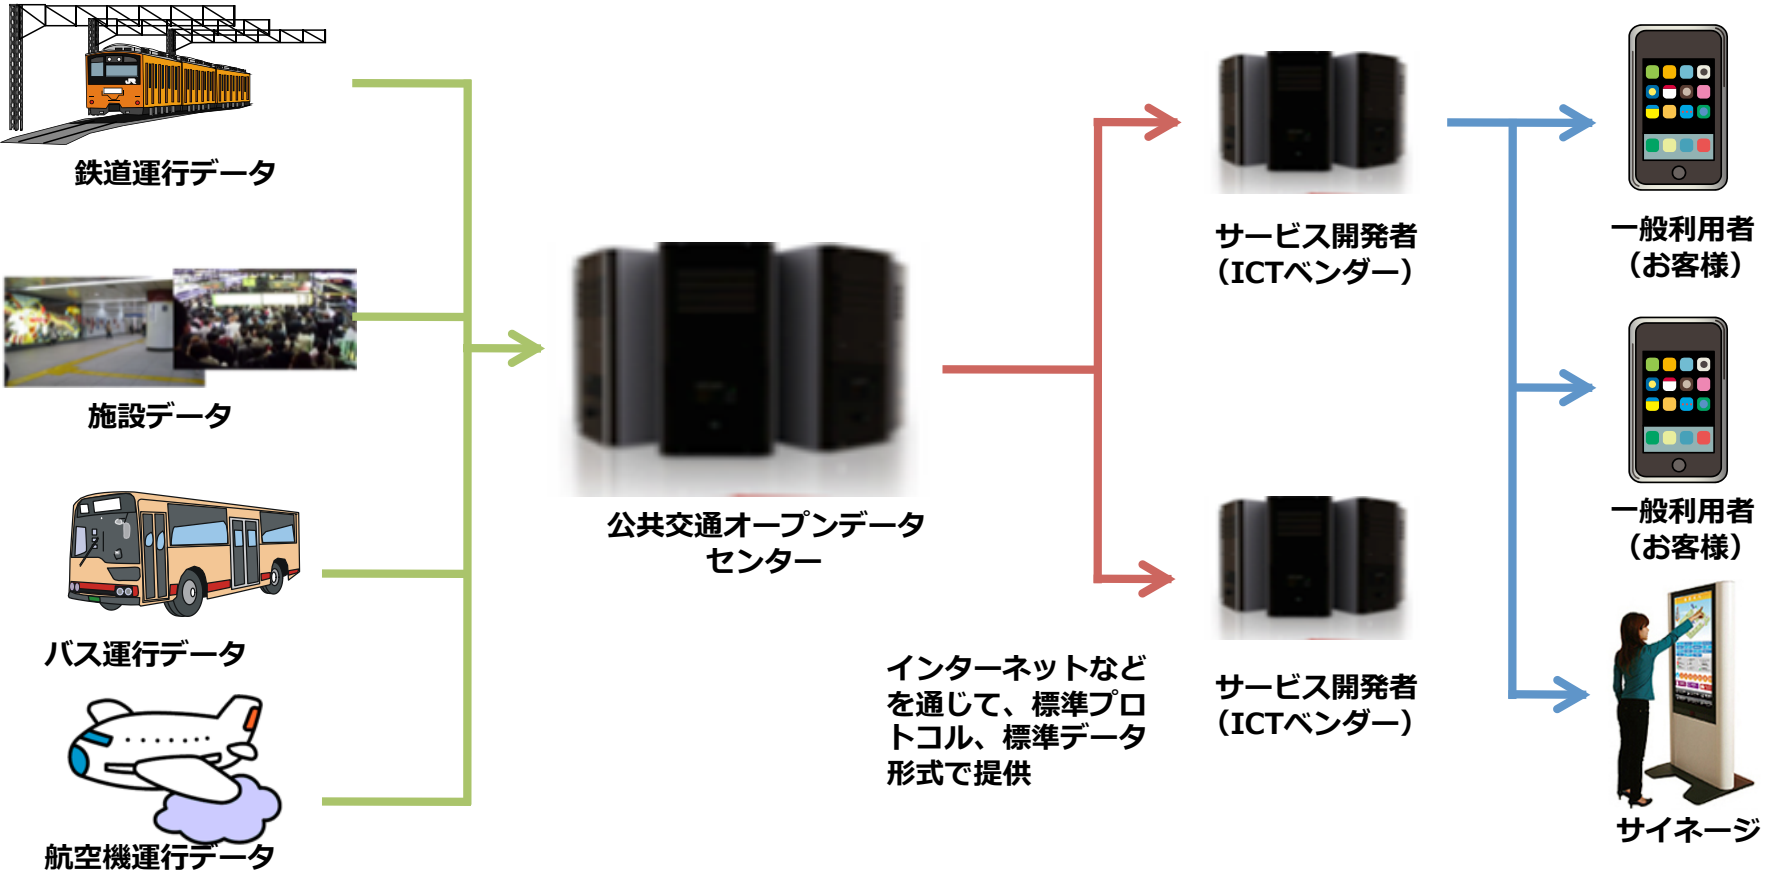 JR
鉄道運行データ
施設データ
バス運行データ
航空機運行データ
公共交通オープンデータ
センター
インターネットなど
を通じて、標準プロ
トコル、標準データ
形式で提供
サービス開発者
（ICTベンダー）
サービス開発者
（ICTベンダー）
一般利用者
（お客様）
一般利用者
（お客様）
サイネージ